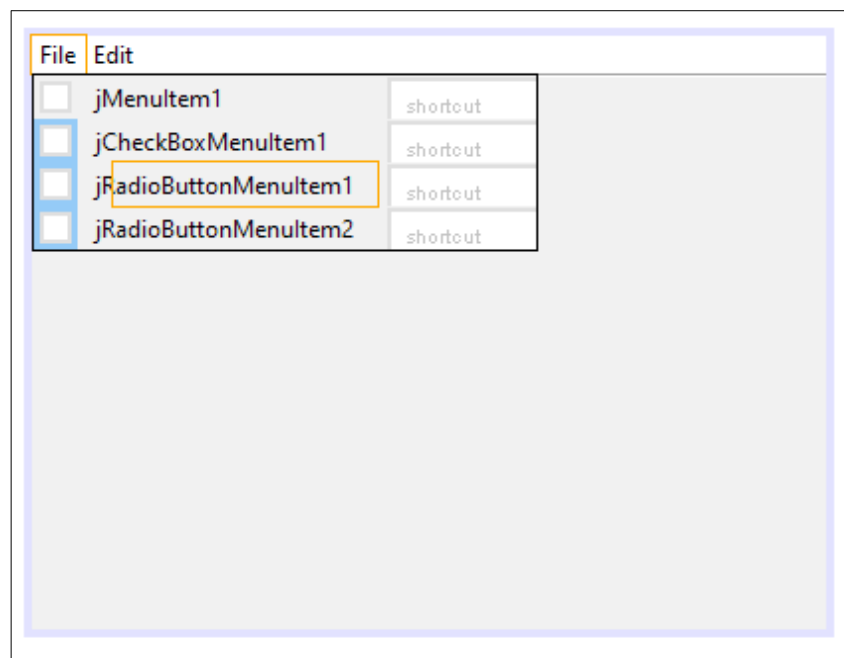 File Edit
jMenuItem1 shortcut
jCheckBoxMenuItem1 shortcut
jRadioButtonMenuItem1 shortcut
jRadioButtonMenuItem2 shortcut